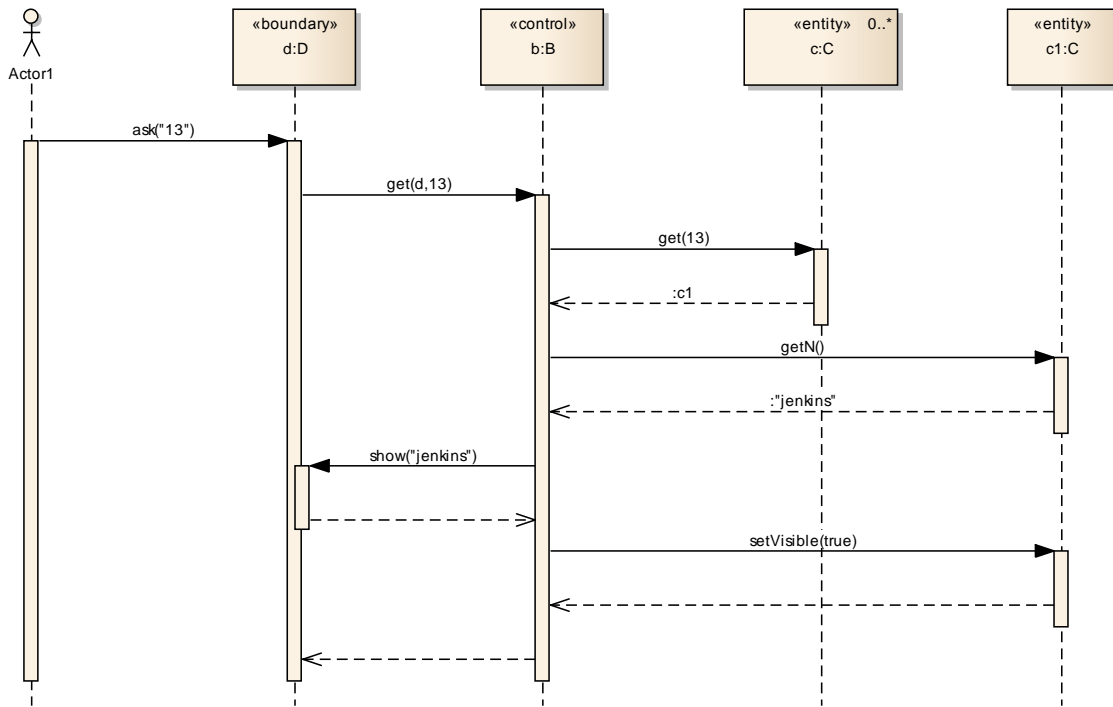 «boundary»
d:D
«control»
b:B
«entity» 0..*
c:C
«entity»
c1:C
Actor1
ask("13")
get(d,13)
get(13)
:c1
getN()
:"jenkins"
show("jenkins")
setVisible(true)